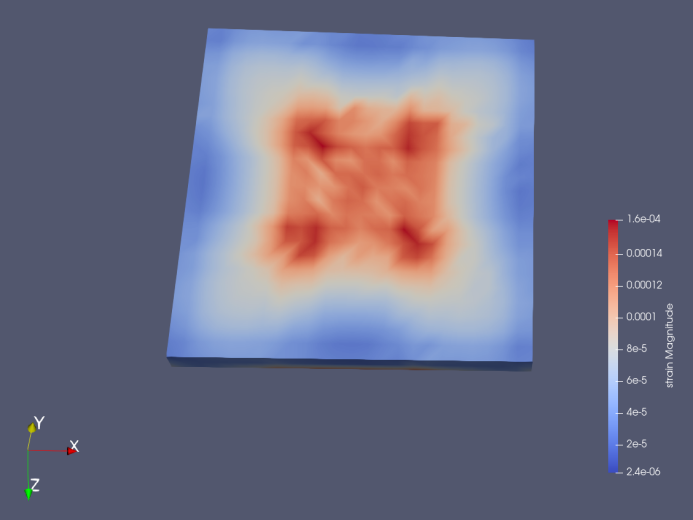 1.6e-04
0.00014
0.00012
0.0001
8e-5
6e-5
4e-5
2e-5
2.4e-06
strain Magnitude
Y
X
Z